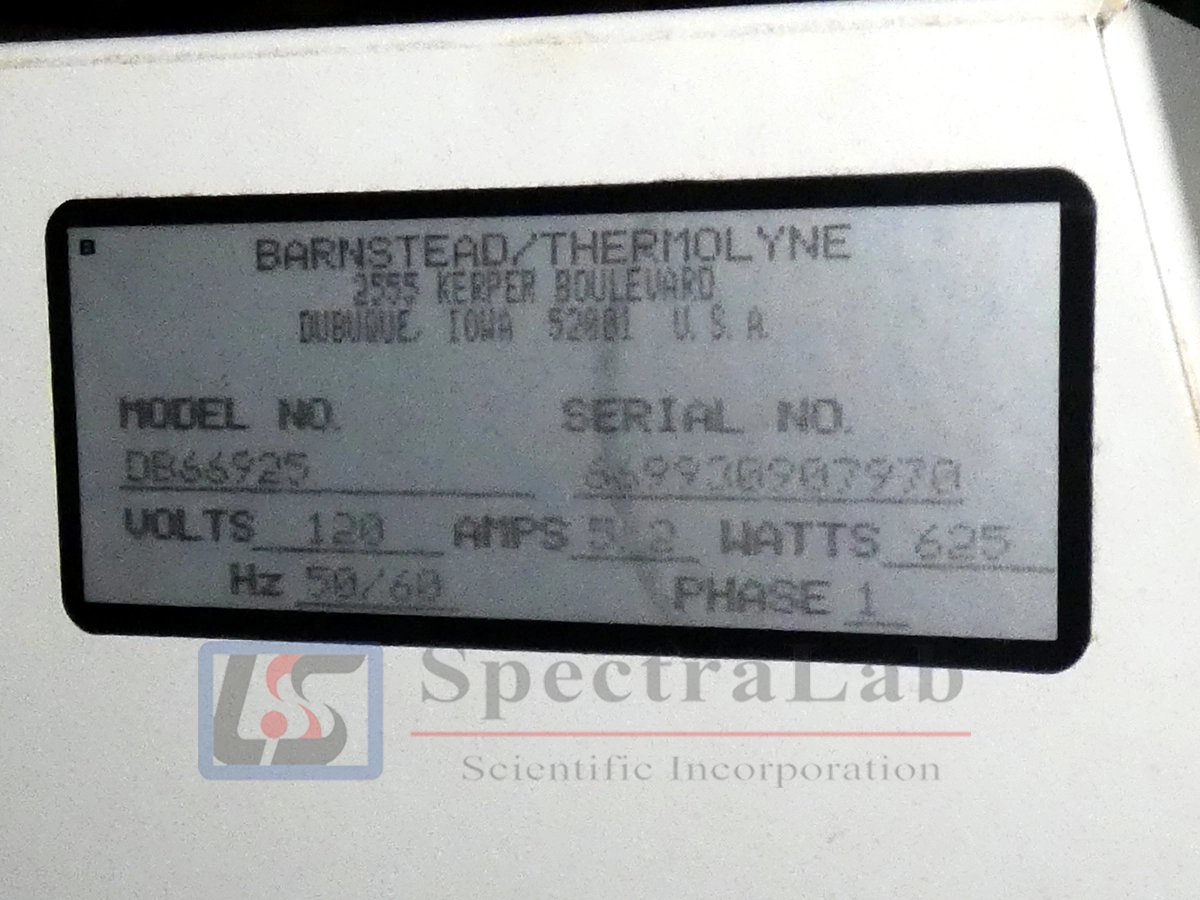 BARNSTEAD/THERMOLYNE
2555 KERPER BOULEVARD
DUBUQUE, IOWA 52001 U.S.A.
MODEL NO. SERIAL NO.
DB66925
VOLTS 120 AMPS WATTS 625
Hz 50/60 PHASE 1
SpectraLab
Scientific Incorporation